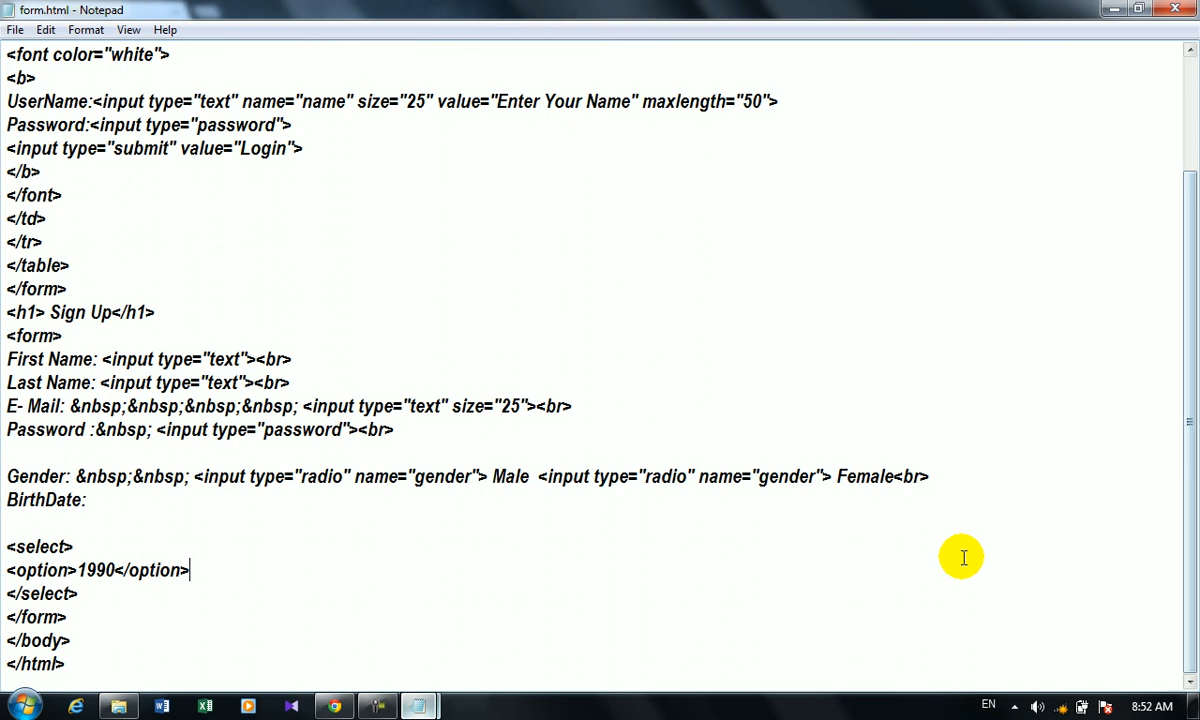 form.html - Notepad
File Edit Format View Help
<font color="white">
<b>
UserName:<input type="text" name="name" size="25" value="Enter Your Name" maxlength="50">
Password:<input type="password">
<input type="submit" value="Login">
</b>
</font>
</td>
</tr>
</table>
</form>
<h1> Sign Up</h1>
<form>
First Name: <input type="text"><br>
Last Name: <input type="text"><br>
E- Mail: &nbsp;&nbsp;&nbsp;&nbsp; <input type="text" size="25"><br>
Password :&nbsp; <input type="password"><br>
Gender: &nbsp;&nbsp; <input type="radio" name="gender"> Male  <input type="radio" name="gender"> Female<br>
BirthDate:
<select>
<option>1990</option>
</select>
</form>
</body>
</html>
EN 8:52 AM